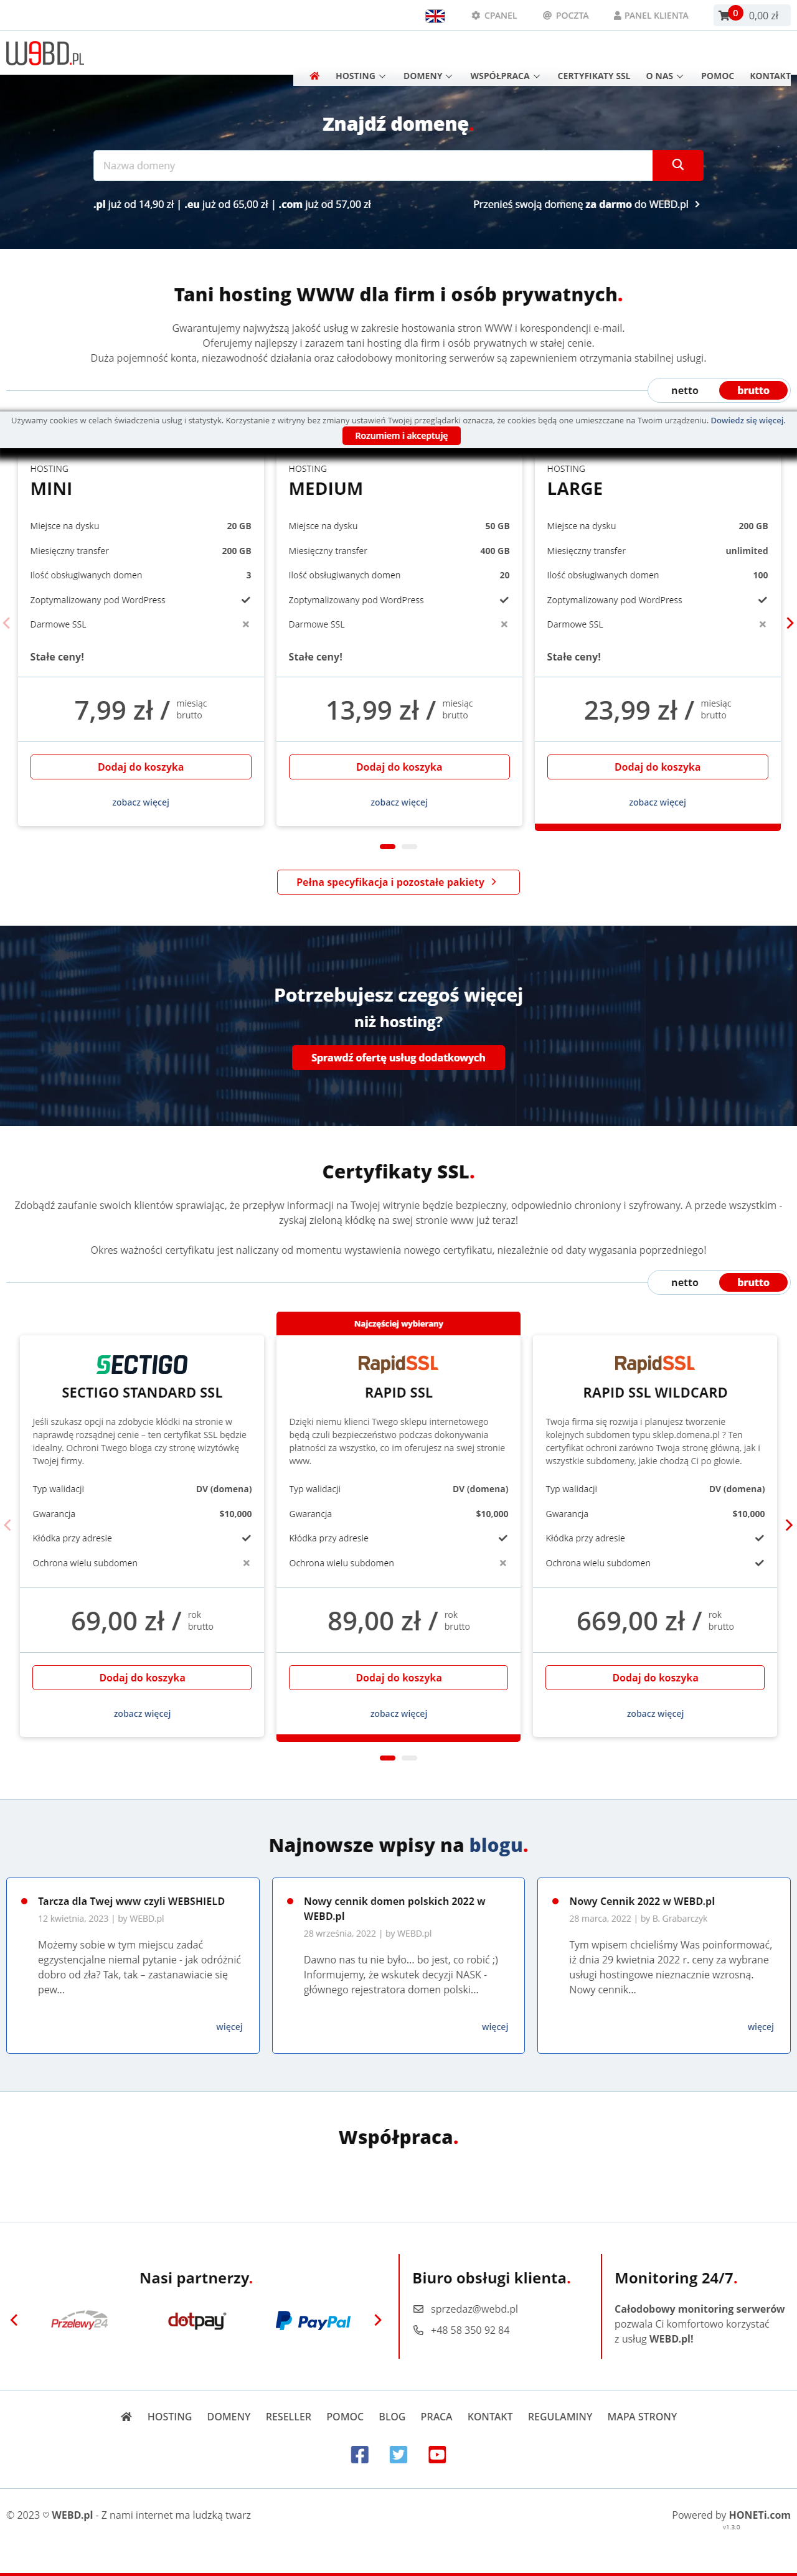 CPANEL
POCZTA
PANEL KLIENTA
0
0,00 zł
WEBD.PL
HOSTING
DOMENY
WSPÓŁPRACA
CERTYFIKATY SSL
O NAS
POMOC
KONTAKT
Znajdź domenę.
Nazwa domeny
.pl już od 14,90 zł | .eu już od 65,00 zł | .com już od 57,00 zł
Przenieś swoją domenę za darmo do WEBD.pl
Tani hosting WWW dla firm i osób prywatnych.
Gwarantujemy najwyższą jakość usług w zakresie hostowania stron WWW i korespondencji e-mail.
Oferujemy najlepszy i zarazem tani hosting dla firm i osób prywatnych w stałej cenie.
Duża pojemność konta, niezawodność działania oraz całodobowy monitoring serwerów są zapewnieniem otrzymania stabilnej usługi.
netto
brutto
Używamy cookies w celach świadczenia usług i statystyk. Korzystanie z witryny bez zmiany ustawień Twojej przeglądarki oznacza, że cookies będą one umieszczane na Twoim urządzeniu. Dowiedz się więcej.
Rozumiem i akceptuję
HOSTING
MINI
Miejsce na dysku 20 GB
Miesięczny transfer 200 GB
Ilość obsługiwanych domen 3
Zoptymalizowany pod WordPress
Darmowe SSL
Stałe ceny!
7,99 zł / miesiąc
brutto
Dodaj do koszyka
zobacz więcej
HOSTING
MEDIUM
Miejsce na dysku 50 GB
Miesięczny transfer 400 GB
Ilość obsługiwanych domen 20
Zoptymalizowany pod WordPress
Darmowe SSL
Stałe ceny!
13,99 zł / miesiąc
brutto
Dodaj do koszyka
zobacz więcej
HOSTING
LARGE
Miejsce na dysku 200 GB
Miesięczny transfer unlimited
Ilość obsługiwanych domen 100
Zoptymalizowany pod WordPress
Darmowe SSL
Stałe ceny!
23,99 zł / miesiąc
brutto
Dodaj do koszyka
zobacz więcej
Pełna specyfikacja i pozostałe pakiety
Potrzebujesz czegoś więcej
niż hosting?
Sprawdź ofertę usług dodatkowych
Certyfikaty SSL.
Zdobądź zaufanie swoich klientów sprawiając, że przepływ informacji na Twojej witrynie będzie bezpieczny, odpowiednio chroniony i szyfrowany. A przede wszystkim -
zyskaj zieloną kłódkę na swej stronie www już teraz!
Okres ważności certyfikatu jest naliczany od momentu wystawienia nowego certyfikatu, niezależnie od daty wygasania poprzedniego!
netto
brutto
SECTIGO
SECTIGO STANDARD SSL
Jeśli szukasz opcji na zdobycie kłódki na stronie w
naprawdę rozsądnej cenie – ten certyfikat SSL będzie
idealny. Ochroni Twego bloga czy stronę wizytówkę
Twojej firmy.
Typ walidacji DV (domena)
Gwarancja $10,000
Kłódka przy adresie
Ochrona wielu subdomen
69,00 zł / rok
brutto
Dodaj do koszyka
zobacz więcej
Najczęściej wybierany
RapidSSL
RAPID SSL
Dzięki niemu klienci Twego sklepu internetowego
będą czuli bezpieczeństwo podczas dokonywania
płatności za wszystko, co im oferujesz na swej stronie
www.
Typ walidacji DV (domena)
Gwarancja $10,000
Kłódka przy adresie
Ochrona wielu subdomen
89,00 zł / rok
brutto
Dodaj do koszyka
zobacz więcej
RapidSSL
RAPID SSL WILDCARD
Twoja firma się rozwija i planujesz tworzenie
kolejnych subdomen typu sklep.domena.pl ? Ten
certyfikat ochroni zarówno Twoja stronę główną, jak i
wszystkie subdomeny, jakie chodzą Ci po głowie.
Typ walidacji DV (domena)
Gwarancja $10,000
Kłódka przy adresie
Ochrona wielu subdomen
669,00 zł / rok
brutto
Dodaj do koszyka
zobacz więcej
Najnowsze wpisy na blogu.
Tarcza dla Twej www czyli WEBSHIELD
12 kwietnia, 2023 | by WEBD.pl
Możemy sobie w tym miejscu zadać
egzystencjalne niemal pytanie - jak odróżnić
dobro od zła? Tak, tak – zastanawiacie się
pew...
więcej
Nowy cennik domen polskich 2022 w
WEBD.pl
28 września, 2022 | by WEBD.pl
Dawno nas tu nie było... bo jest, co robić ;)
Informujemy, że wskutek decyzji NASK -
głównego rejestratora domen polski...
więcej
Nowy Cennik 2022 w WEBD.pl
28 marca, 2022 | by B. Grabarczyk
Tym wpisem chcieliśmy Was poinformować,
iż dnia 29 kwietnia 2022 r. ceny za wybrane
usługi hostingowe nieznacznie wzrosną.
Nowy cennik...
więcej
Współpraca.
Nasi partnerzy.
Przelewy24
dotpay
PayPal
Biuro obsługi klienta.
sprzedaz@webd.pl
+48 58 350 92 84
Monitoring 24/7.
Całodobowy monitoring serwerów
pozwala Ci komfortowo korzystać
z usług WEBD.pl!
HOSTING
DOMENY
RESELLER
POMOC
BLOG
PRACA
KONTAKT
REGULAMINY
MAPA STRONY
© 2023 ♡ WEBD.pl - Z nami internet ma ludzką twarz
Powered by HONETi.com
v1.3.0